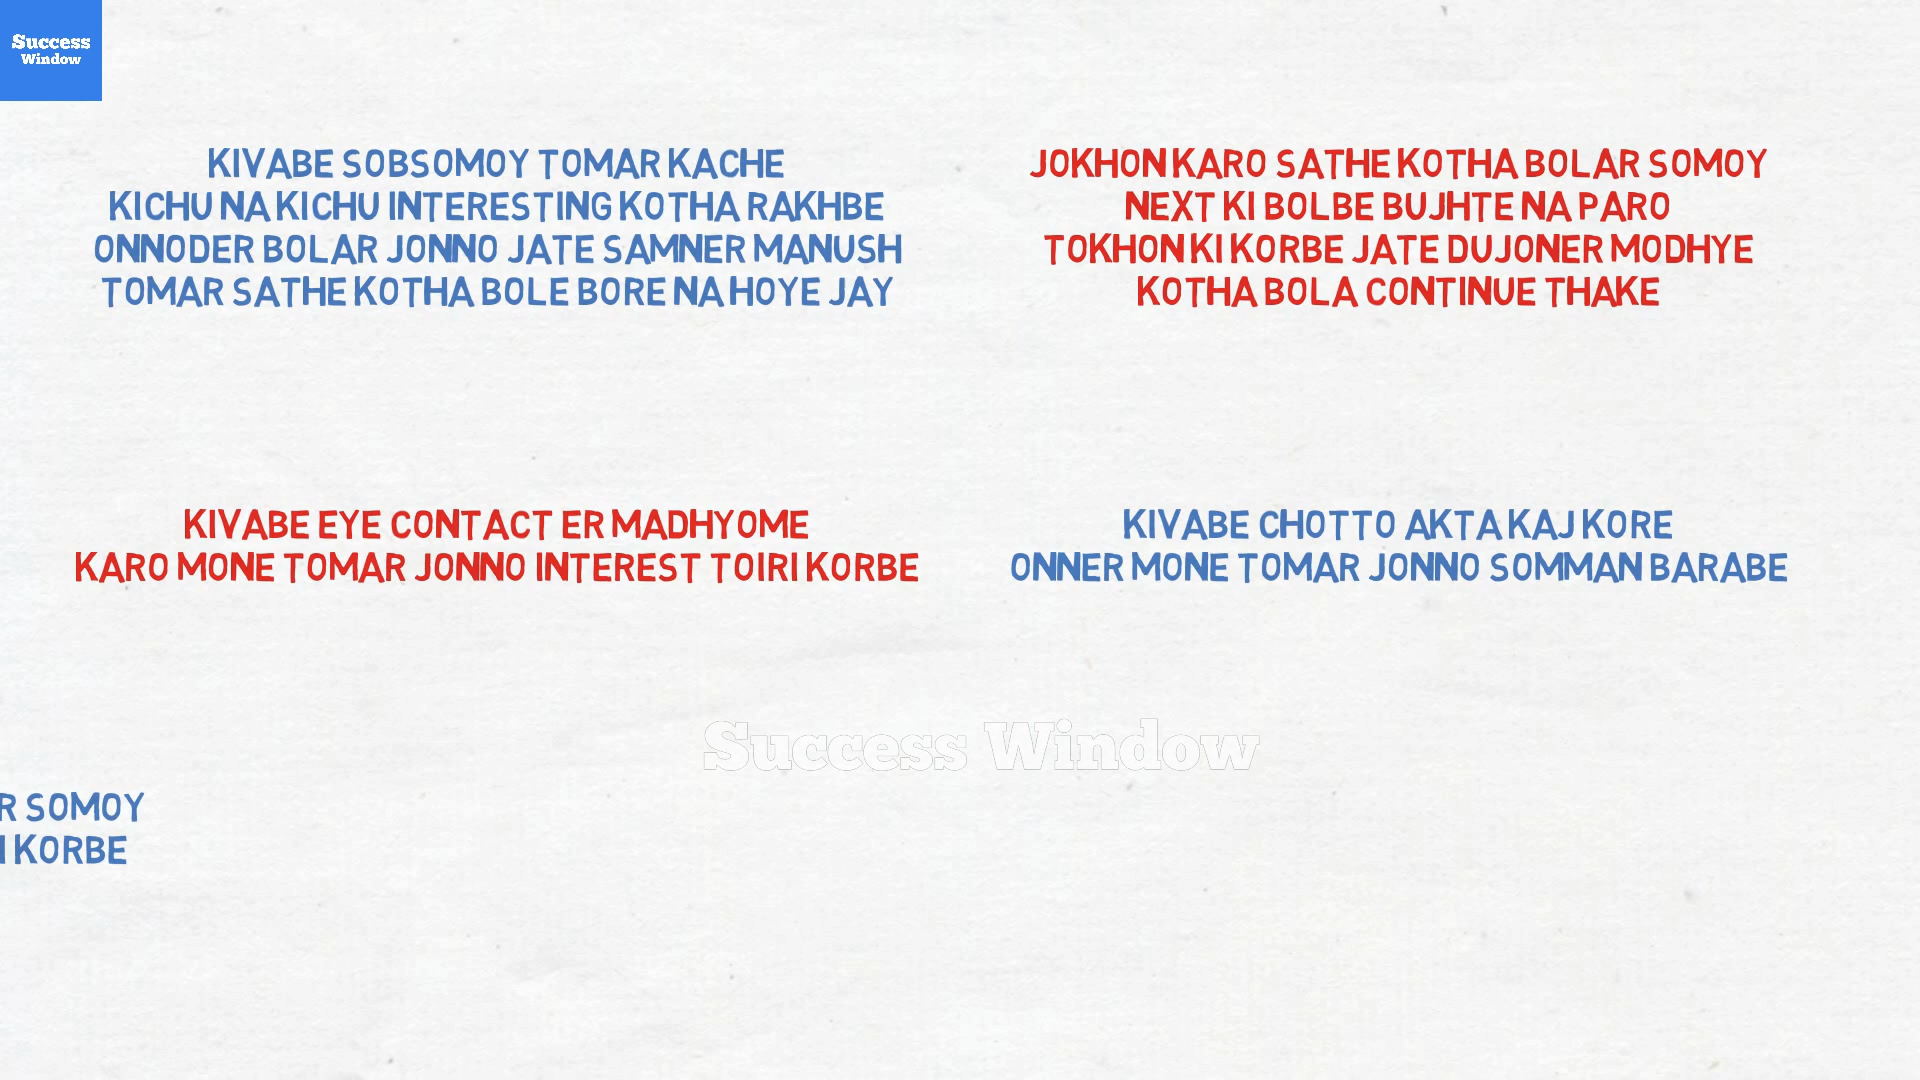 Success
Window
KIVABE SOBSOMOY TOMAR KACHE
KICHU NA KICHU INTERESTING KOTHA RAKHBE
ONNODER BOLAR JONNO JATE SAMNER MANUSH
TOMAR SATHE KOTHA BOLE BORE NA HOYE JAY
JOKHON KARO SATHE KOTHA BOLAR SOMOY
NEXT KI BOLBE BUJHTE NA PARO
TOKHON KI KORBE JATE DUJONER MODHYE
KOTHA BOLA CONTINUE THAKE
KIVABE EYE CONTACT ER MADHYOME
KARO MONE TOMAR JONNO INTEREST TOIRI KORBE
KIVABE CHOTTO AKTA KAJ KORE
ONNER MONE TOMAR JONNO SOMMAN BARABE
Success Window
R SOMOY
I KORBE